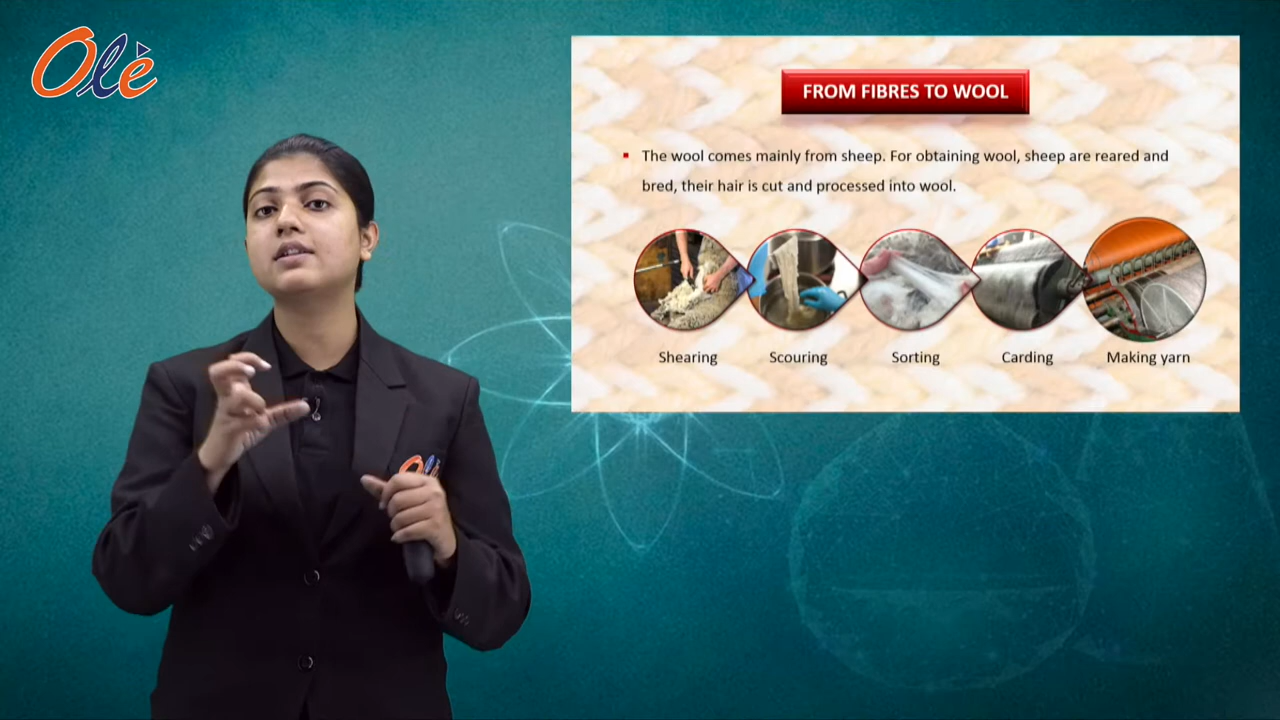 Olè
FROM FIBRES TO WOOL
▪ The wool comes mainly from sheep. For obtaining wool, sheep are reared and
bred, their hair is cut and processed into wool.
Shearing Scouring Sorting Carding Making yarn